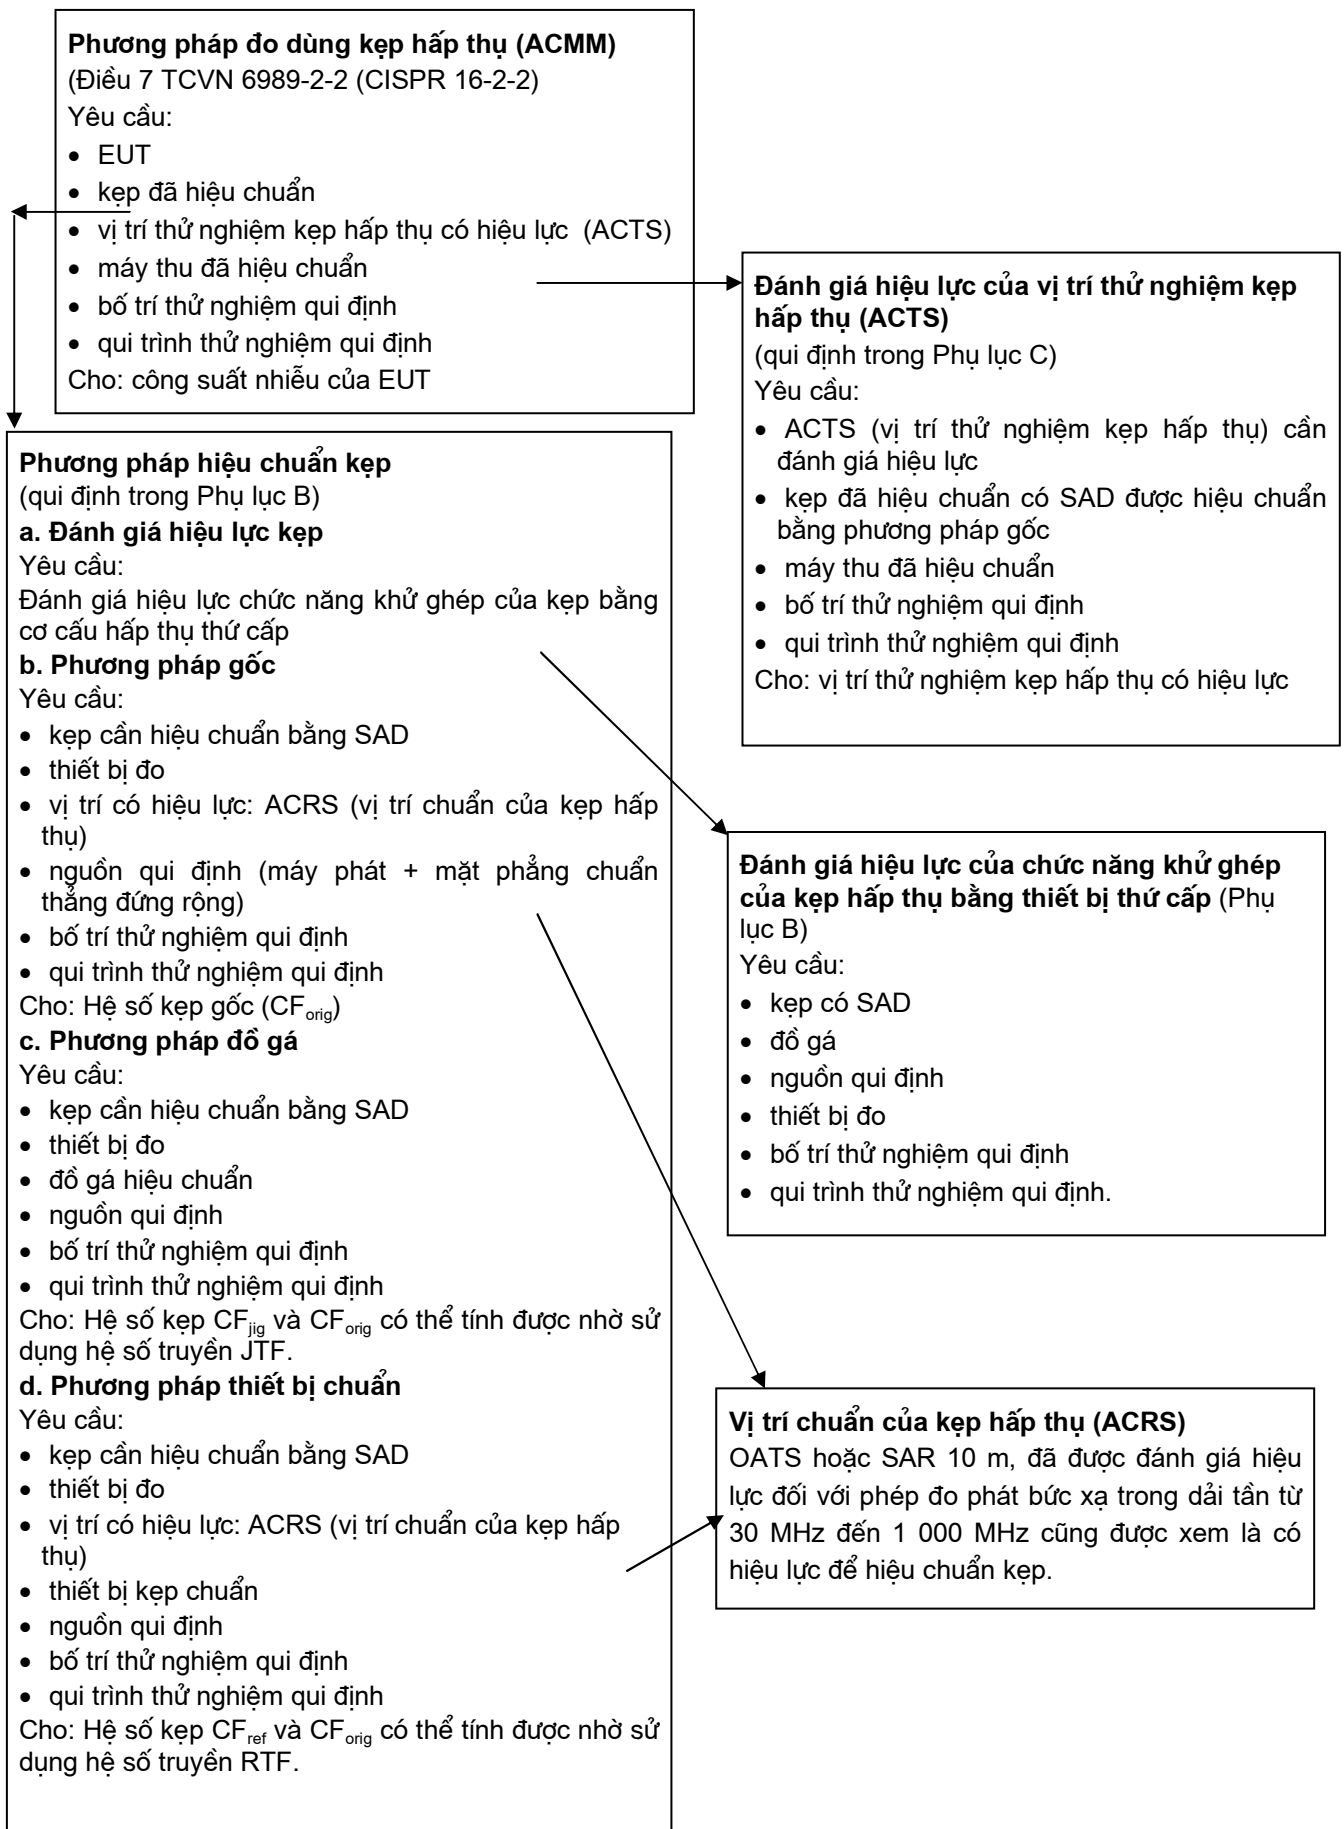 Phương pháp đo dùng kẹp hấp thụ (ACMM)
(Điều 7 TCVN 6989-2-2 (CISPR 16-2-2)
Yêu cầu:
• EUT
• kẹp đã hiệu chuẩn
• vị trí thử nghiệm kẹp hấp thụ có hiệu lực (ACTS)
• máy thu đã hiệu chuẩn
• bố trí thử nghiệm qui định
• qui trình thử nghiệm qui định
Cho: công suất nhiễu của EUT
Đánh giá hiệu lực của vị trí thử nghiệm kẹp
hấp thụ (ACTS)
(qui định trong Phụ lục C)
Yêu cầu:
• ACTS (vị trí thử nghiệm kẹp hấp thụ) cần
đánh giá hiệu lực
• kẹp đã hiệu chuẩn có SAD được hiệu chuẩn
bằng phương pháp gốc
• máy thu đã hiệu chuẩn
• bố trí thử nghiệm qui định
• qui trình thử nghiệm qui định
Cho: vị trí thử nghiệm kẹp hấp thụ có hiệu lực
Phương pháp hiệu chuẩn kẹp
(qui định trong Phụ lục B)
a. Đánh giá hiệu lực kẹp
Yêu cầu:
Đánh giá hiệu lực chức năng khử ghép của kẹp bằng
cơ cấu hấp thụ thứ cấp
b. Phương pháp gốc
Yêu cầu:
• kẹp cần hiệu chuẩn bằng SAD
• thiết bị đo
• vị trí có hiệu lực: ACRS (vị trí chuẩn của kẹp hấp
thụ)
• nguồn qui định (máy phát + mặt phẳng chuẩn
thẳng đứng rộng)
• bố trí thử nghiệm qui định
• qui trình thử nghiệm qui định
Cho: Hệ số kẹp gốc (CForig)
c. Phương pháp đồ gá
Yêu cầu:
• kẹp cần hiệu chuẩn bằng SAD
• thiết bị đo
• đồ gá hiệu chuẩn
• nguồn qui định
• bố trí thử nghiệm qui định
• qui trình thử nghiệm qui định
Cho: Hệ số kẹp CFjig và CForig có thể tính được nhờ sử
dụng hệ số truyền JTF.
d. Phương pháp thiết bị chuẩn
Yêu cầu:
• kẹp cần hiệu chuẩn bằng SAD
• thiết bị đo
• vị trí có hiệu lực: ACRS (vị trí chuẩn của kẹp hấp
thụ)
• thiết bị kẹp chuẩn
• nguồn qui định
• bố trí thử nghiệm qui định
• qui trình thử nghiệm qui định
Cho: Hệ số kẹp CFref và CForig có thể tính được nhờ sử
dụng hệ số truyền RTF.
Đánh giá hiệu lực của chức năng khử ghép
của kẹp hấp thụ bằng thiết bị thứ cấp (Phụ
lục B)
Yêu cầu:
• kẹp có SAD
• đồ gá
• nguồn qui định
• thiết bị đo
• bố trí thử nghiệm qui định
• qui trình thử nghiệm qui định.
Vị trí chuẩn của kẹp hấp thụ (ACRS)
OATS hoặc SAR 10 m, đã được đánh giá hiệu
lực đối với phép đo phát bức xạ trong dải tần từ
30 MHz đến 1 000 MHz cũng được xem là có
hiệu lực để hiệu chuẩn kẹp.